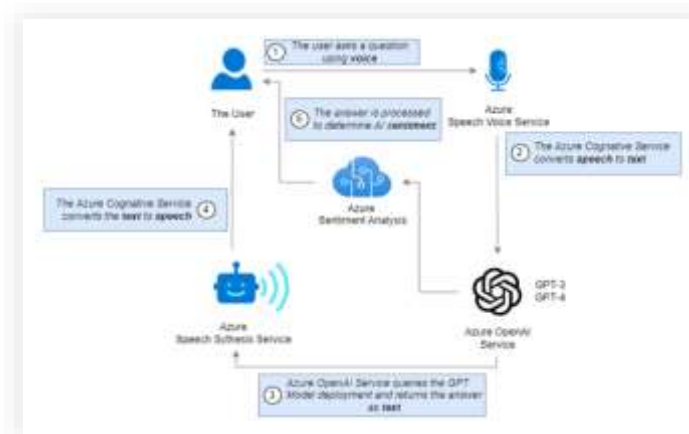 1
The user asks a question
using voice
The User
Azure
Speech Voice Service
The answer is processed
to determine AI sentiment
2
The Azure Cognitive Service
converts speech to text
Azure
Sentiment Analysis
The Azure Cognative Service
converts the text to speech
4
GPT-3
GPT-4
Azure OpenAI
Service
Azure
Speech Sythesis Service
3
Azure OpenAI Service queries the GPT
Model deployment and returns the answer
as text